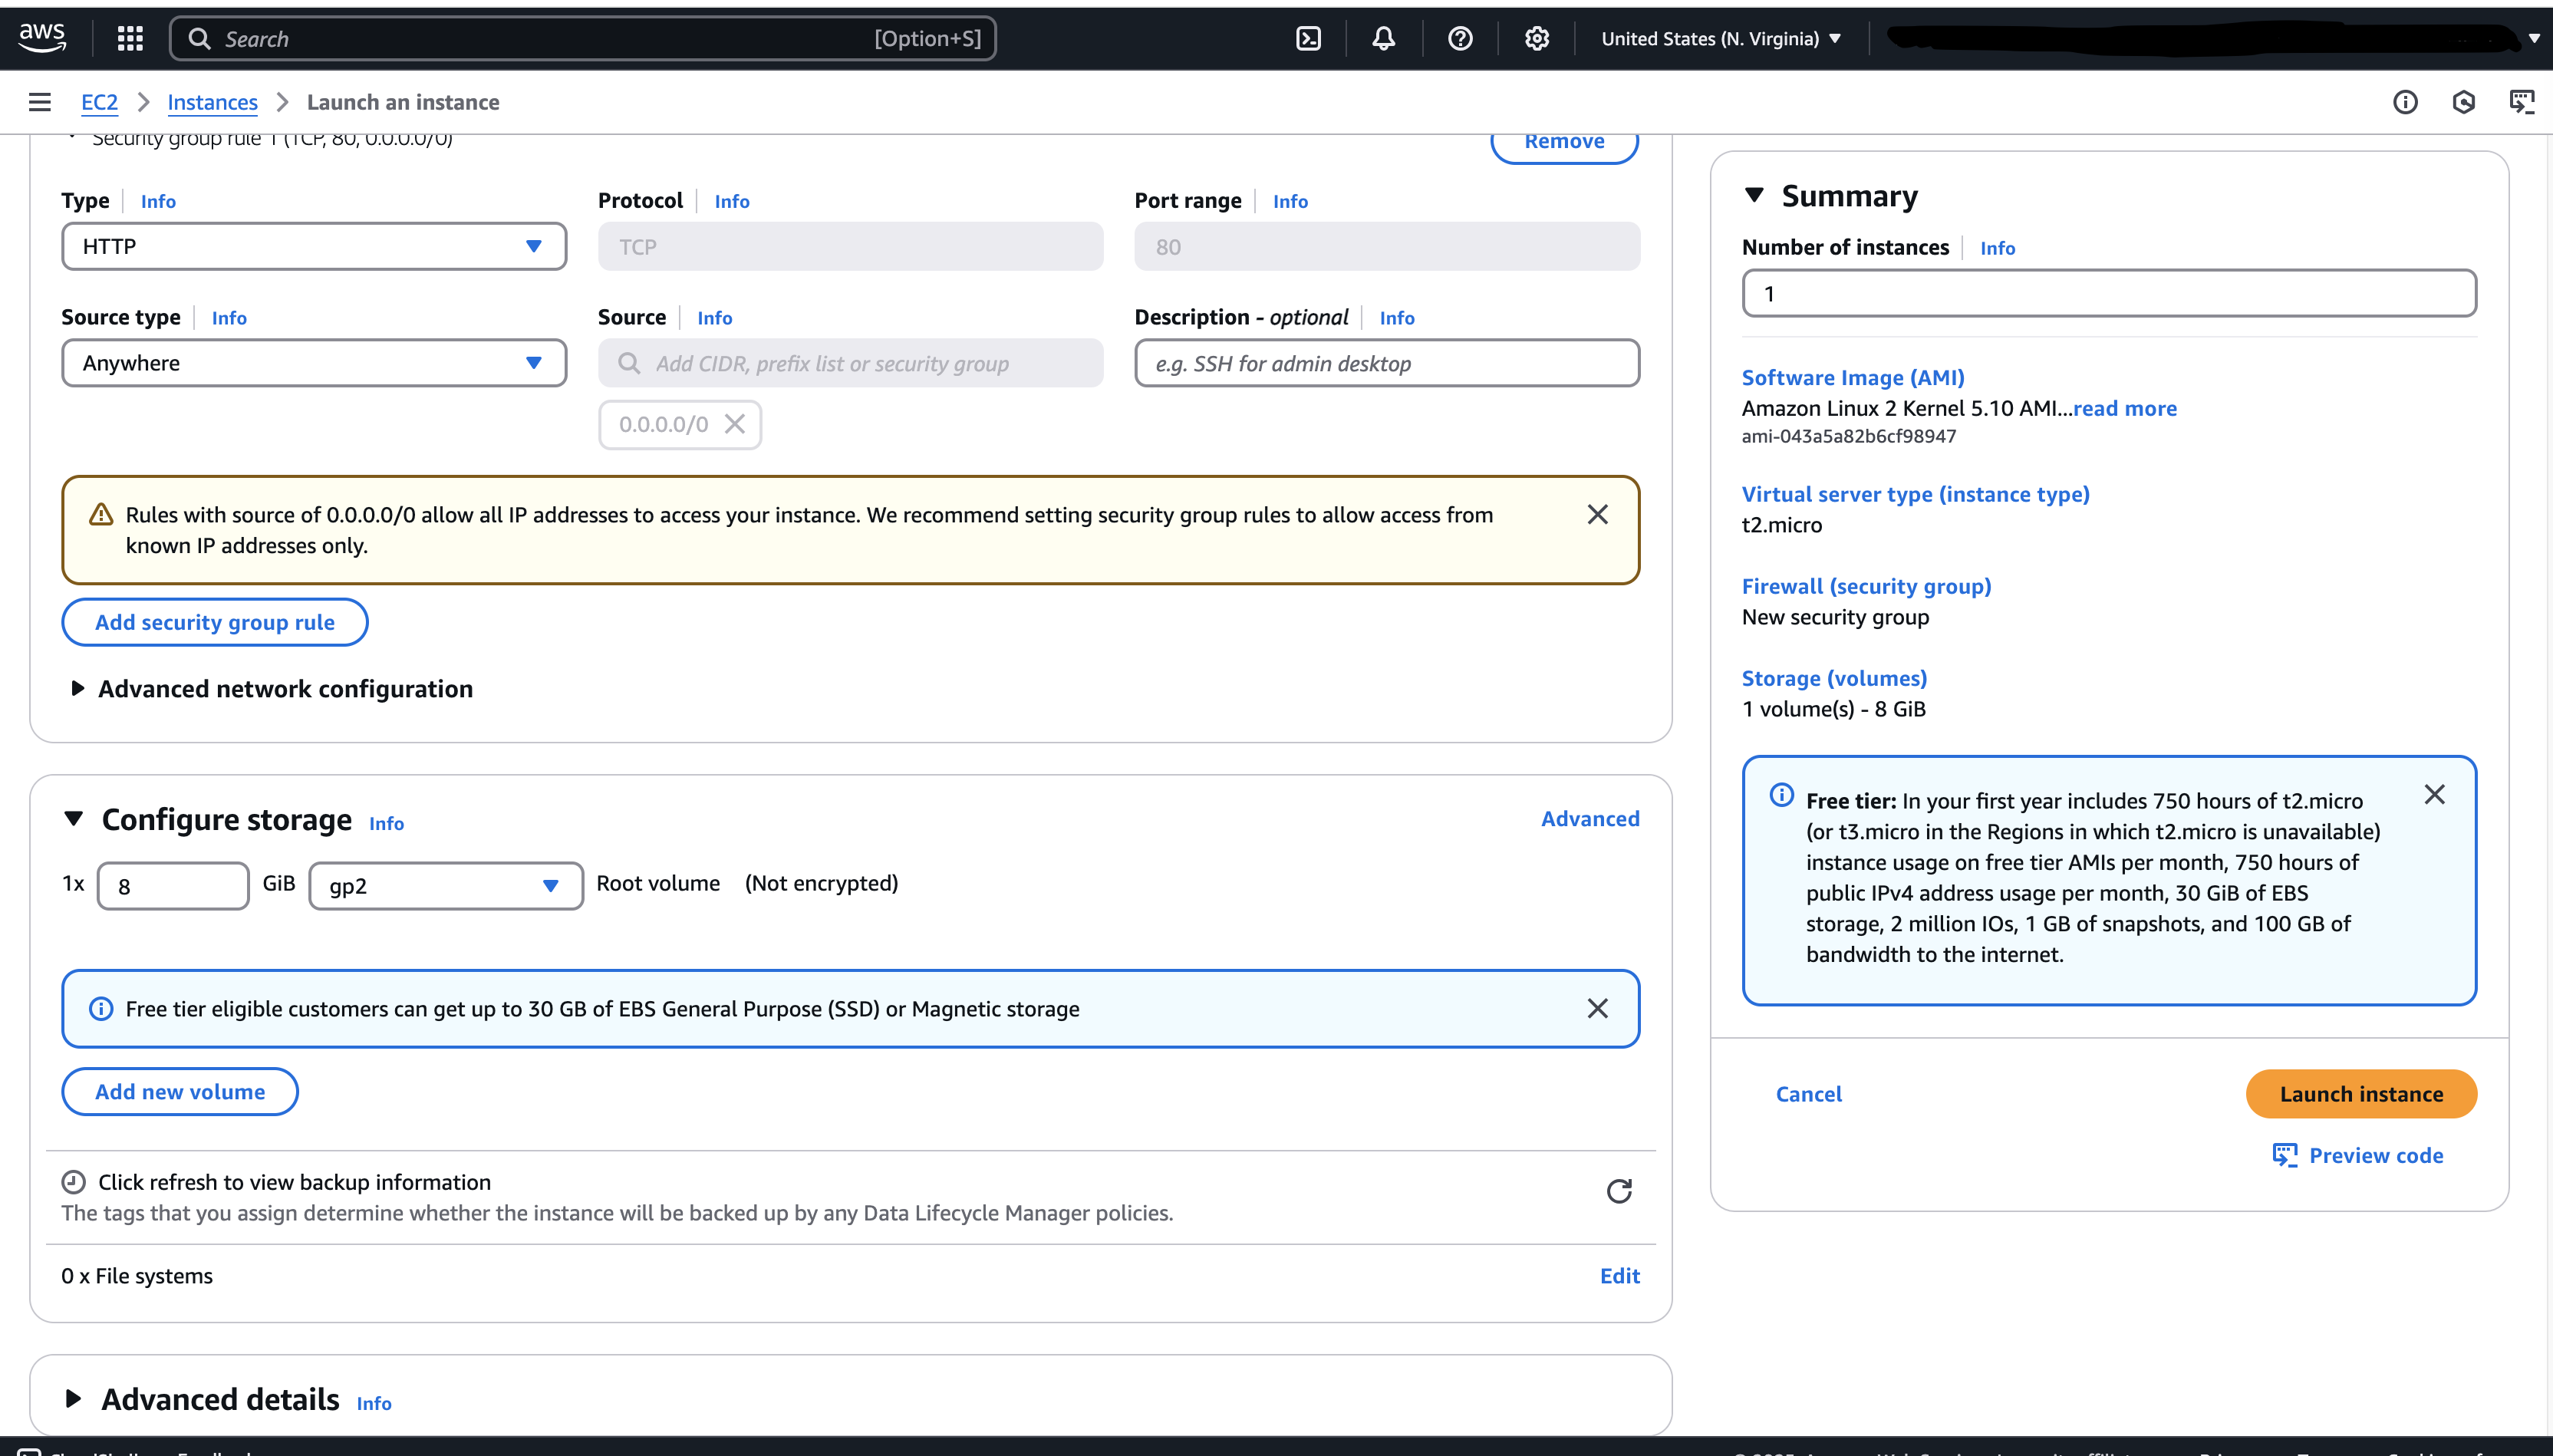 aws
Search [Option+S]
United States (N. Virginia)
EC2 Instances Launch an instance
Security group rule 1 (TCP, 80, 0.0.0.0/0)
Remove
Type Info
Protocol Info
Port range Info
HTTP
TCP
80
Source type Info
Source Info
Description - optional Info
Anywhere
Add CIDR, prefix list or security group
e.g. SSH for admin desktop
0.0.0.0/0
Rules with source of 0.0.0.0/0 allow all IP addresses to access your instance. We recommend setting security group rules to allow access from
known IP addresses only.
Add security group rule
Advanced network configuration
Configure storage Info
Advanced
1x 8 GiB gp2 Root volume (Not encrypted)
Free tier eligible customers can get up to 30 GB of EBS General Purpose (SSD) or Magnetic storage
Add new volume
Click refresh to view backup information
The tags that you assign determine whether the instance will be backed up by any Data Lifecycle Manager policies.
0 x File systems
Edit
Advanced details Info
Summary
Number of instances Info
1
Software Image (AMI)
Amazon Linux 2 Kernel 5.10 AMI...read more
ami-043a5a82b6cf98947
Virtual server type (instance type)
t2.micro
Firewall (security group)
New security group
Storage (volumes)
1 volume(s) - 8 GiB
Free tier: In your first year includes 750 hours of t2.micro
(or t3.micro in the Regions in which t2.micro is unavailable)
instance usage on free tier AMIs per month, 750 hours of
public IPv4 address usage per month, 30 GiB of EBS
storage, 2 million IOs, 1 GB of snapshots, and 100 GB of
bandwidth to the internet.
Cancel
Launch instance
Preview code